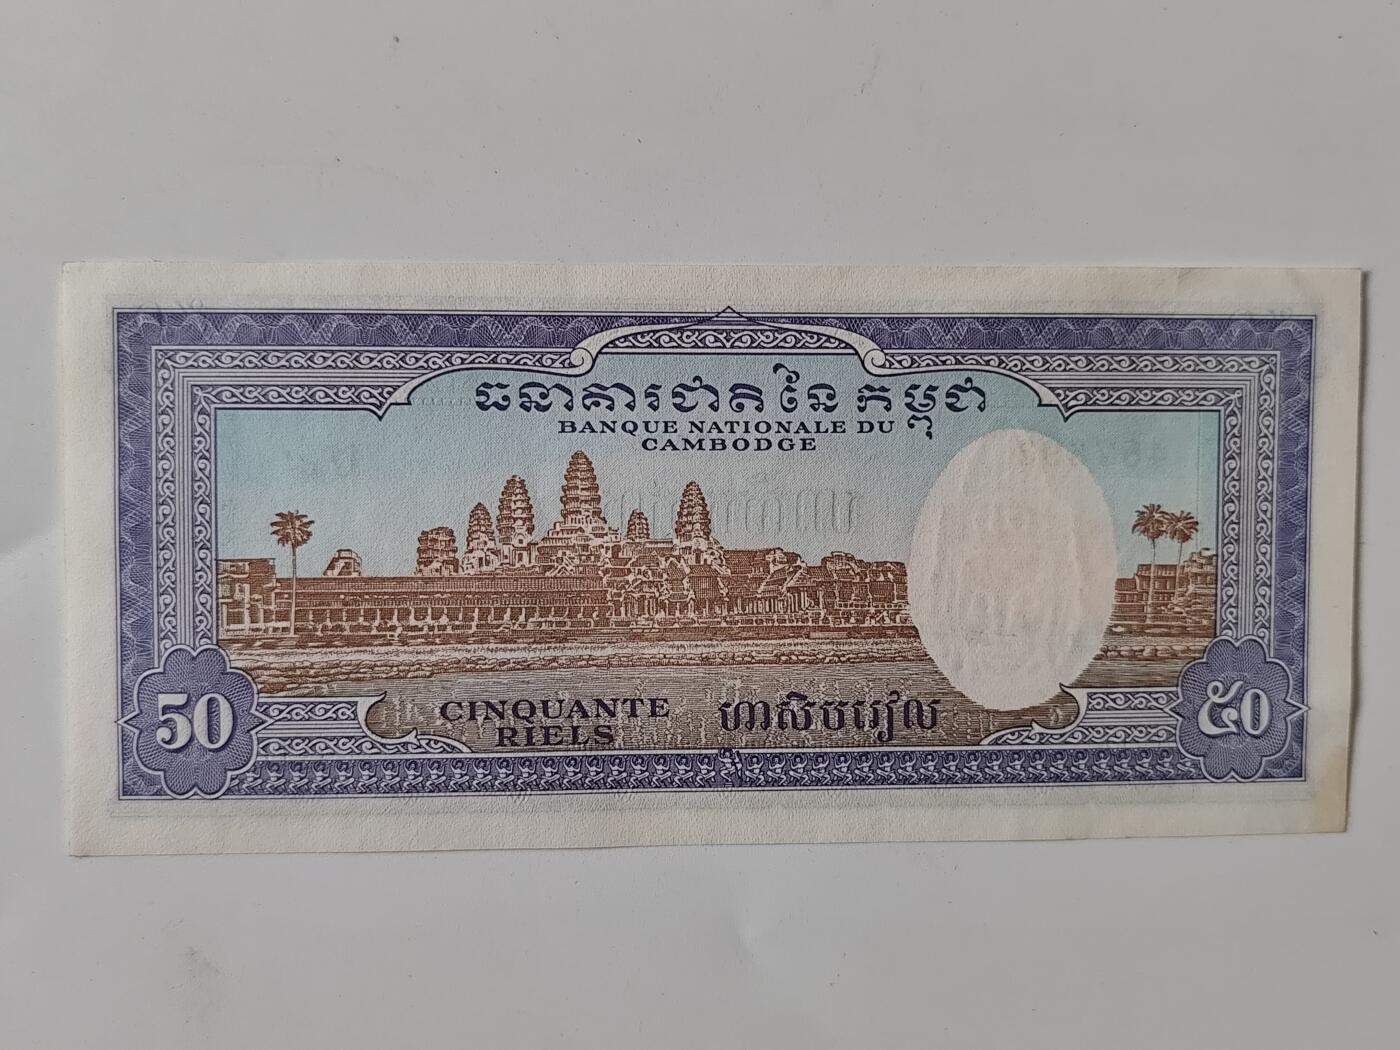 ធនាគារជាតិនៃកម្ពុជា
BANQUE NATIONALE DU
CAMBODGE
CINQUANTE
RIELS
ហាសិបរៀល
50
៥០